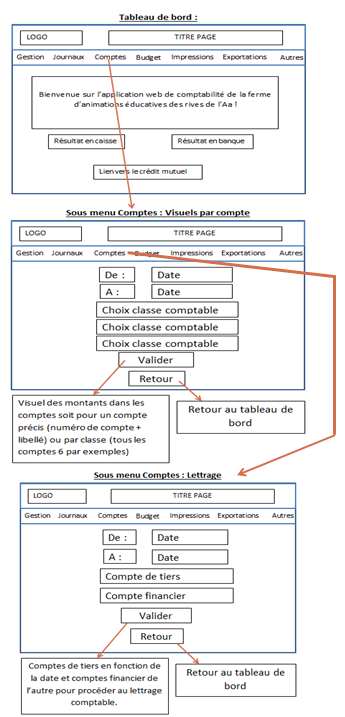 Tableau de bord :
LOGO TITRE PAGE
Gestion Journaux Comptes Budget Impressions Exportations Autres
Bienvenue sur l'application web de comptabilité de la ferme
d'animations éducatives des rives de l'Aa !
Résultat en caisse Résultat en banque
Lien vers le crédit mutuel
Sous menu Comptes : Visuels par compte
LOGO TITRE PAGE
Gestion Journaux Comptes Budget Impressions Exportations Autres
De : Date
A : Date
Choix classe comptable
Choix classe comptable
Choix classe comptable
Valider
Retour
Visuel des montants dans les
comptes soit pour un compte
précis (numéro de compte +
libellé) ou par classe (tous les
comptes 6 par exemples)
Retour au tableau de
bord
Sous menu Comptes : Lettrage
LOGO TITRE PAGE
Gestion Journaux Comptes Budget Impressions Exportations Autres
De : Date
A : Date
Compte de tiers
Compte financier
Valider
Retour
Comptes de tiers en fonction de
la date et comptes financier de
l'autre pour procéder au lettrage
comptable.
Retour au tableau de
bord